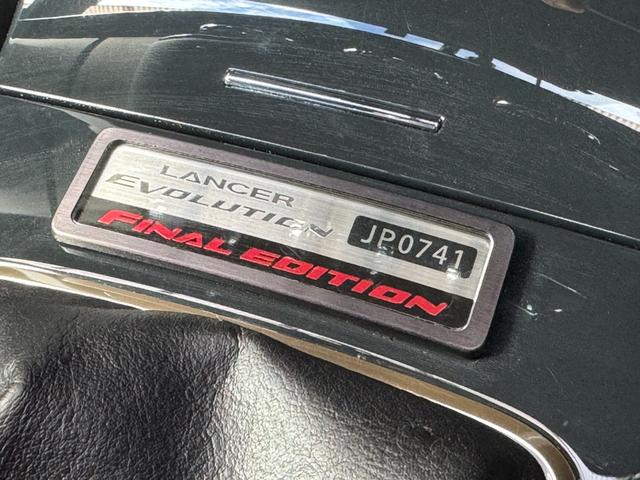 LANCER
EVOLUTION
JP0741
FINAL EDITION